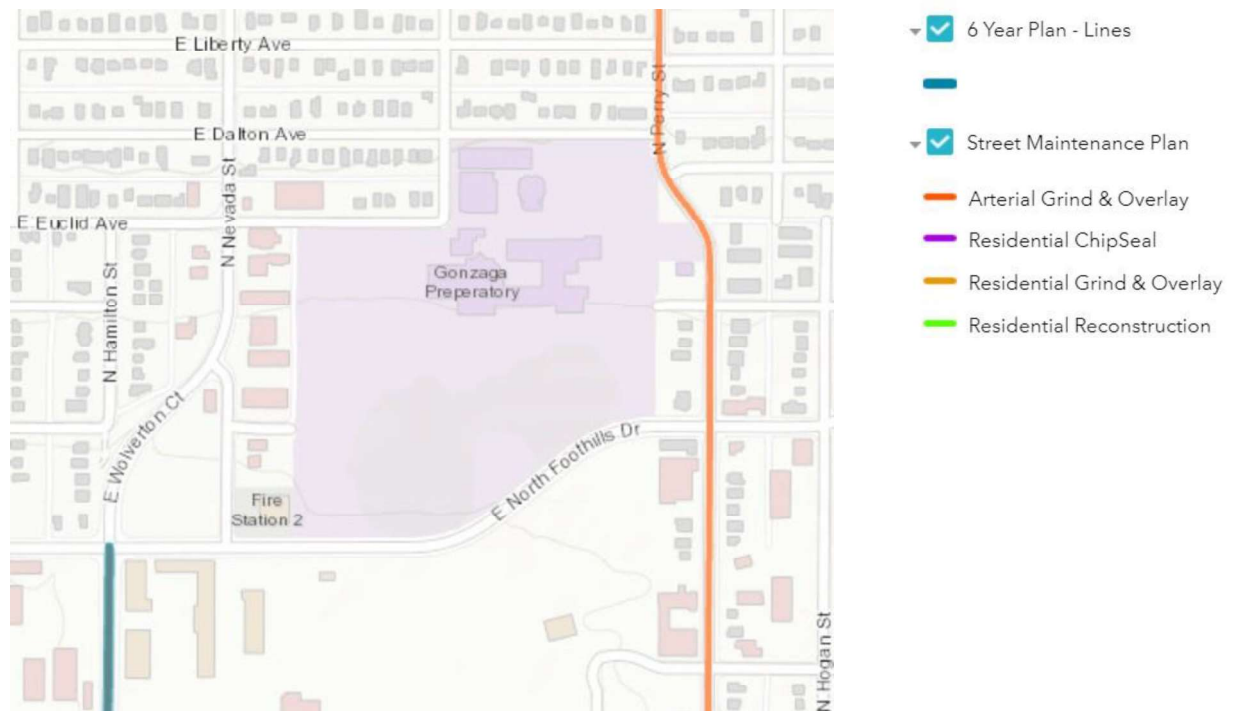 E Liberty Ave
N Perry St
E Dalton Ave
N Nevada St
E Euclid Ave
N Hamilton St
Gonzaga
Preperatory
E Wolverton Ct
E North Foothills Dr
Fire
Station 2
N Hogan St
6 Year Plan - Lines
Street Maintenance Plan
Arterial Grind & Overlay
Residential ChipSeal
Residential Grind & Overlay
Residential Reconstruction